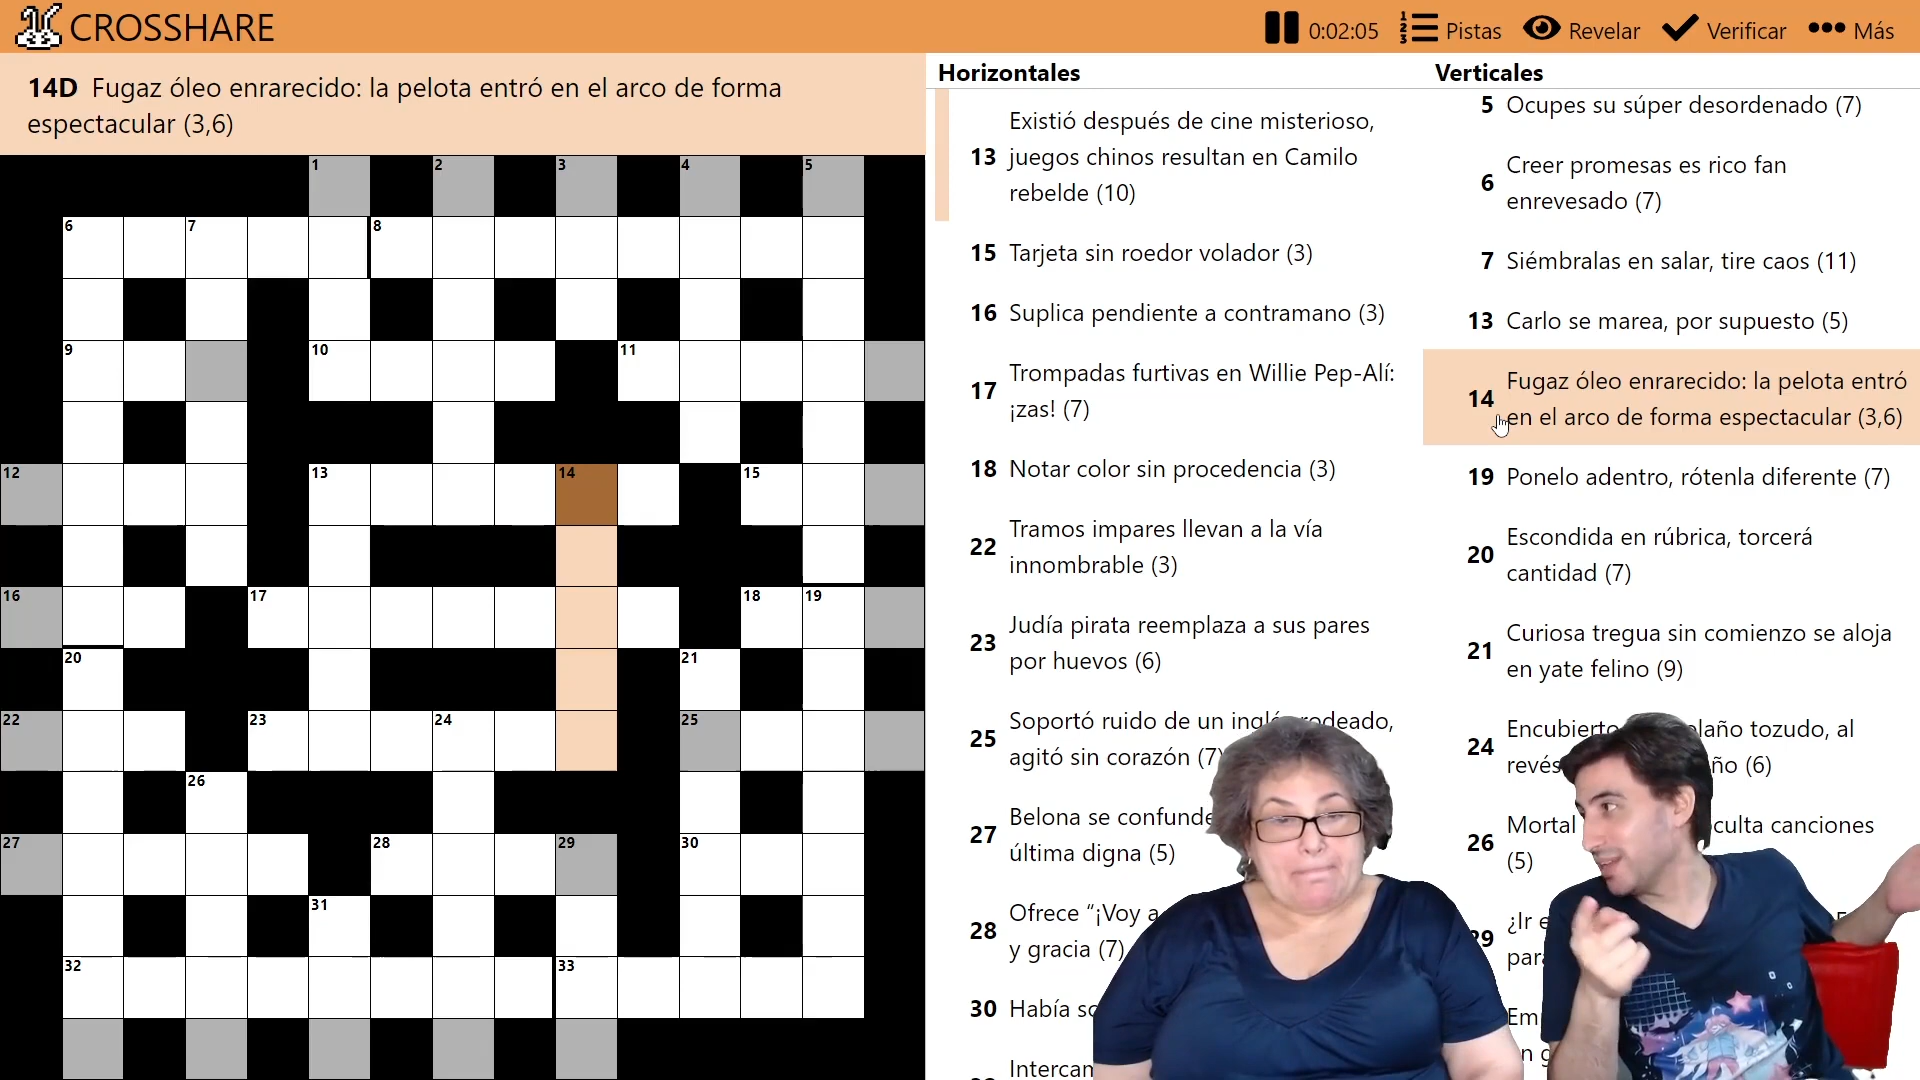 CROSSHARE
0:02:05
Pistas
Revelar
Verificar
Más
14D Fugaz óleo enrarecido: la pelota entró en el arco de forma
espectacular (3,6)
1 2 3 4 5
6 7 8
9 10 11
12 13 14 15
16 17 18 19
20 21
22 23 24 25
26
27 28 29 30
31
32 33
Horizontales
Existió después de cine misterioso,
13 juegos chinos resultan en Camilo
rebelde (10)
15 Tarjeta sin roedor volador (3)
16 Suplica pendiente a contramano (3)
Trompadas furtivas en Willie Pep-Alí:
17
¡zas! (7)
18 Notar color sin procedencia (3)
Tramos impares llevan a la vía
22
innombrable (3)
Judía pirata reemplaza a sus pares
23
por huevos (6)
Soportó ruido de un
25
agitó sin corazón (7)
Belona se confunde
27
última digna (5)
Ofrece “¡Voy a
28
y gracia (7)
30 Había
Verticales
5 Ocupes su súper desordenado (7)
Creer promesas es rico fan
6
enrevesado (7)
7 Siémbralas en salar, tire caos (11)
13 Carlo se marea, por supuesto (5)
Fugaz óleo enrarecido: la pelota entró
14
en el arco de forma espectacular (3,6)
19 Ponelo adentro, rótenla diferente (7)
Escondida en rúbrica, torcerá
20
cantidad (7)
Curiosa tregua sin comienzo se aloja
21
en yate felino (9)
Encubierto tozudo, al
24
(6)
Mortal oculta canciones
26
(5)
¿Ir
29